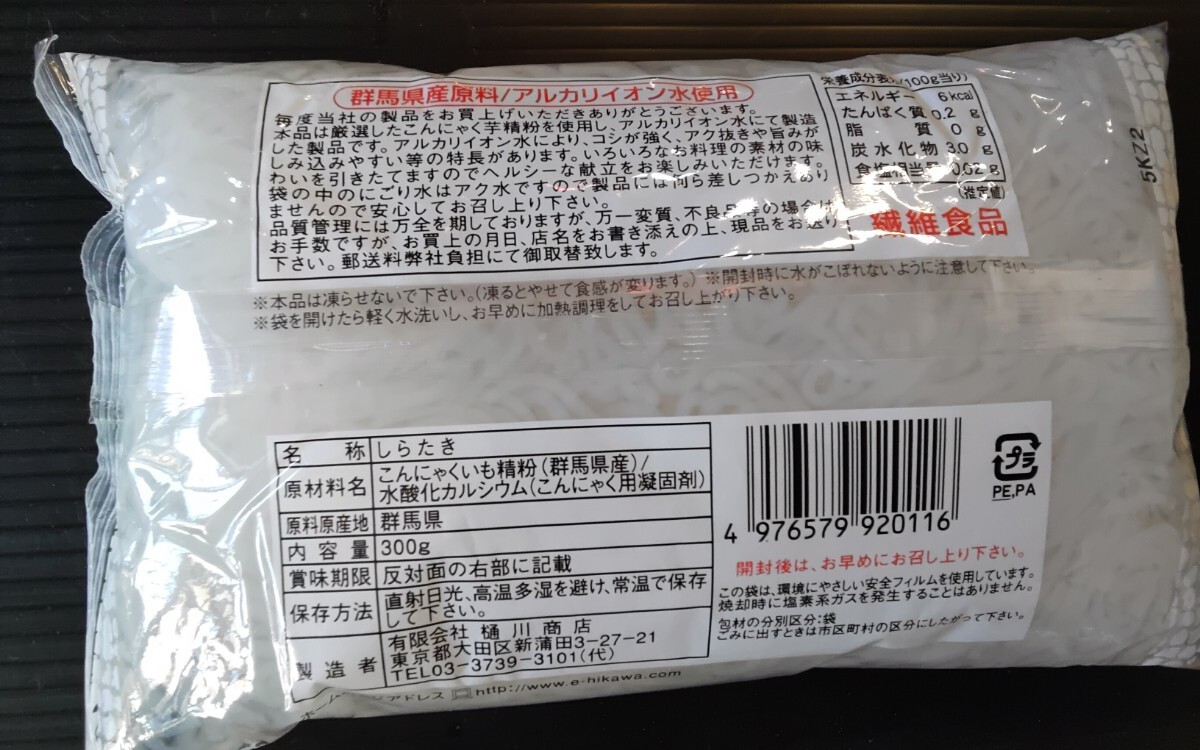 群馬県産原料/アルカリイオン水使用
毎度当社の製品をお買上げいただきありがとうございます。
本品は厳選したこんにゃく芋精粉を使用し、アルカリイオン水にて製造
した製品です。アルカリイオン水により、コシが強く、アク抜きや旨みが
しみ込みやすい等の特長があります。いろいろなお料理の素材の味
わいを引きたてますのでヘルシーな献立をお楽しみいただけます。
袋の中のにごり水はアク水ですので製品には何ら差しつかえあり
ませんので安心してお召し上り下さい。
品質管理には万全を期しておりますが、万一変質、不良品等の場合は
お手数ですが、お買上の月日、店名をお書き添えの上、現品をお送り
下さい。郵送料弊社負担にて御取替致します。
栄養成分表(100g当り)
エネルギー 6kcal
たんぱく質 0.2 g
脂質 0 g
炭水化物 3.0 g
食塩相当量 0.62 g
(推定値)
繊維食品
5KZ2
※本品は凍らせないで下さい。(凍るとやせて食感が変ります。) ※開封時に水がこぼれないように注意して下さい。
※袋を開けたら軽く水洗いし、お早めに加熱調理をしてお召し上がり下さい。
名称 しらたき
原材料名 こんにゃくいも精粉(群馬県産)/
水酸化カルシウム(こんにゃく用凝固剤)
原料原産地 群馬県
内容量 300g
賞味期限 反対面の右部に記載
保存方法 直射日光、高温多湿を避け、常温で保存
して下さい。
製造者 有限会社 樋川商店
東京都大田区新蒲田3-27-21
TEL03-3739-3101(代)
ホームページアドレス http://www.e-hikawa.com
4 976579 920116
プラ
PE,PA
開封後は、お早めにお召し上り下さい。
この袋は、環境にやさしい安全フィルムを使用しています。
焼却時に塩素系ガスを発生することはありません。
包材の分別区分:袋
ごみに出すときは市区町村の区分にしたがって下さい。